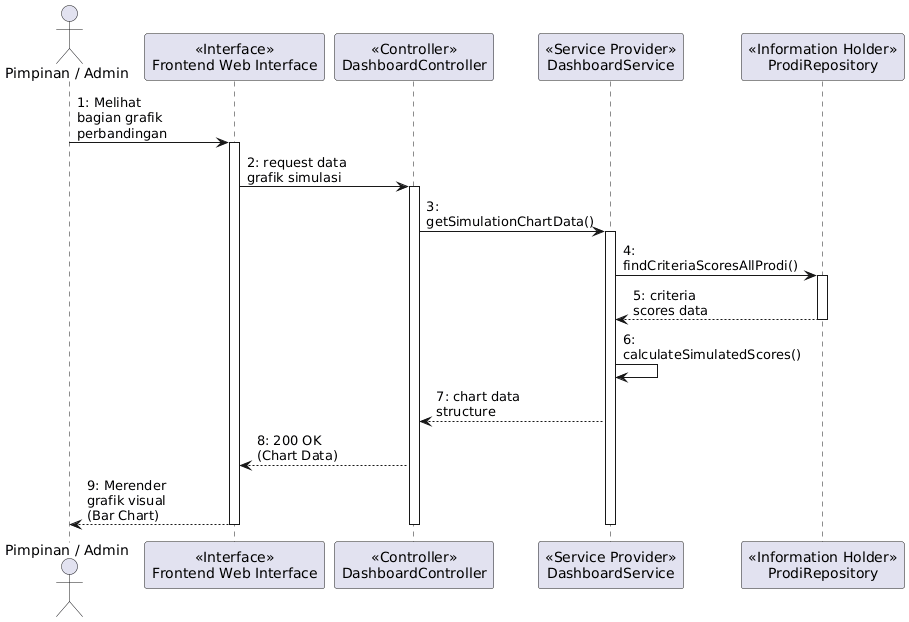 «Interface»
«Controller»
«Service Provider»
«Information Holder»
Pimpinan / Admin
Frontend Web Interface
DashboardController
DashboardService
ProdiRepository
1: Melihat
bagian grafik
perbandingan
2: request data
grafik simulasi
3:
getSimulationChartData()
4:
findCriteriaScoresAllProdi()
5: criteria
scores data
6:
calculateSimulatedScores()
7: chart data
structure
8: 200 OK
(Chart Data)
9: Merender
grafik visual
(Bar Chart)
Pimpinan / Admin
«Interface»
Frontend Web Interface
«Controller»
DashboardController
«Service Provider»
DashboardService
«Information Holder»
ProdiRepository